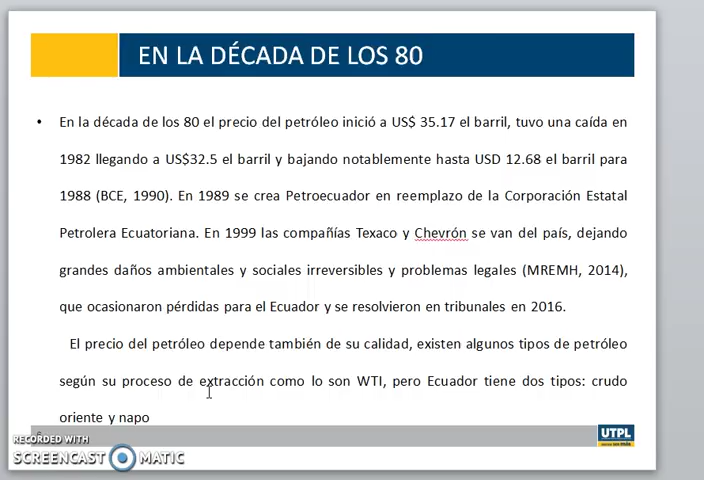 EN LA DÉCADA DE LOS 80
• En la década de los 80 el precio del petróleo inició a US$ 35.17 el barril, tuvo una caída en
1982 llegando a US$32.5 el barril y bajando notablemente hasta USD 12.68 el barril para
1988 (BCE, 1990). En 1989 se crea Petroecuador en reemplazo de la Corporación Estatal
Petrolera Ecuatoriana. En 1999 las compañías Texaco y Chevrón se van del país, dejando
grandes daños ambientales y sociales irreversibles y problemas legales (MREMH, 2014),
que ocasionaron pérdidas para el Ecuador y se resolvieron en tribunales en 2016.
El precio del petróleo depende también de su calidad, existen algunos tipos de petróleo
según su proceso de extracción como lo son WTI, pero Ecuador tiene dos tipos: crudo
oriente y napo
RECORDED WITH
SCREENCAST MATIC
UTPL